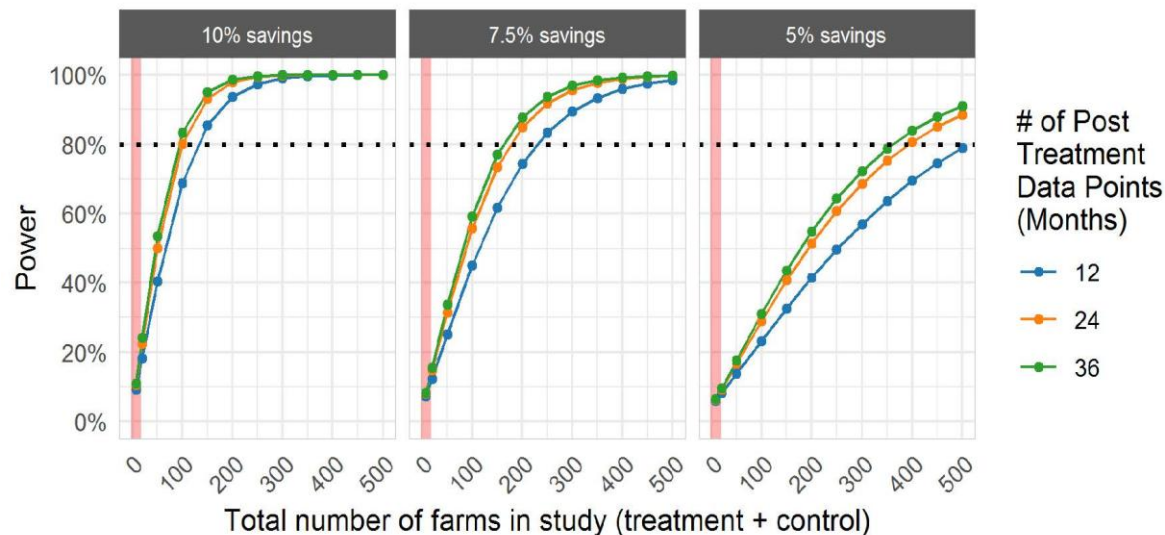 10% savings
7.5% savings
5% savings
100%
80%
60%
40%
20%
0%
Power
0 100 200 300 400 500
0 100 200 300 400 500
0 100 200 300 400 500
Total number of farms in study (treatment + control)
# of Post
Treatment
Data Points
(Months)
12
24
36